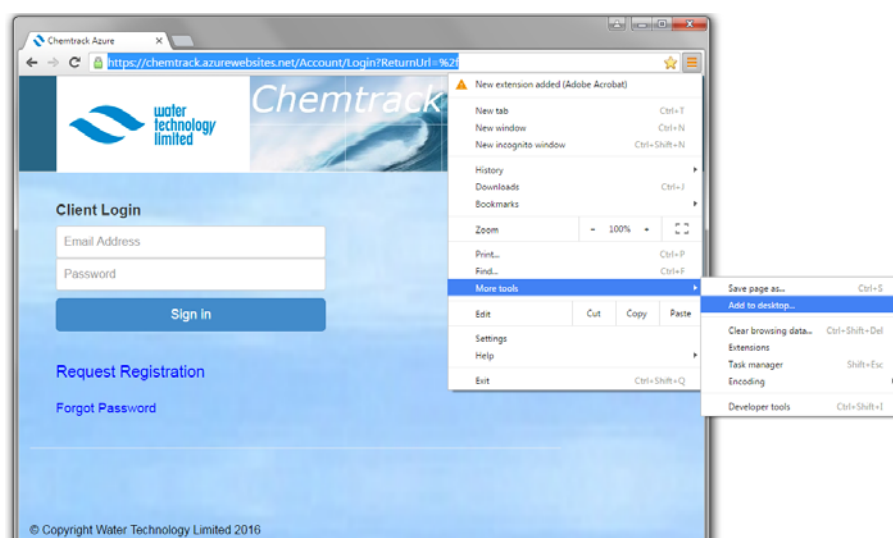 Chemtrack Azure
https://chemtrack.azurewebsites.net/Account/Login?ReturnUrl=%2f
water
technology
limited
Chemtrack
Client Login
Email Address
Password
Sign in
Request Registration
Forgot Password
© Copyright Water Technology Limited 2016
New extension added (Adobe Acrobat)
New tab Ctrl+T
New window Ctrl+N
New incognito window Ctrl+Shift+N
History
Downloads Ctrl+J
Bookmarks
Zoom - 100% +
Print... Ctrl+P
Find... Ctrl+F
More tools
Edit Cut Copy Paste
Settings
Help
Exit Ctrl+Shift+Q
Save page as... Ctrl+S
Add to desktop...
Clear browsing data... Ctrl+Shift+Del
Extensions
Task manager Shift+Esc
Encoding
Developer tools Ctrl+Shift+I